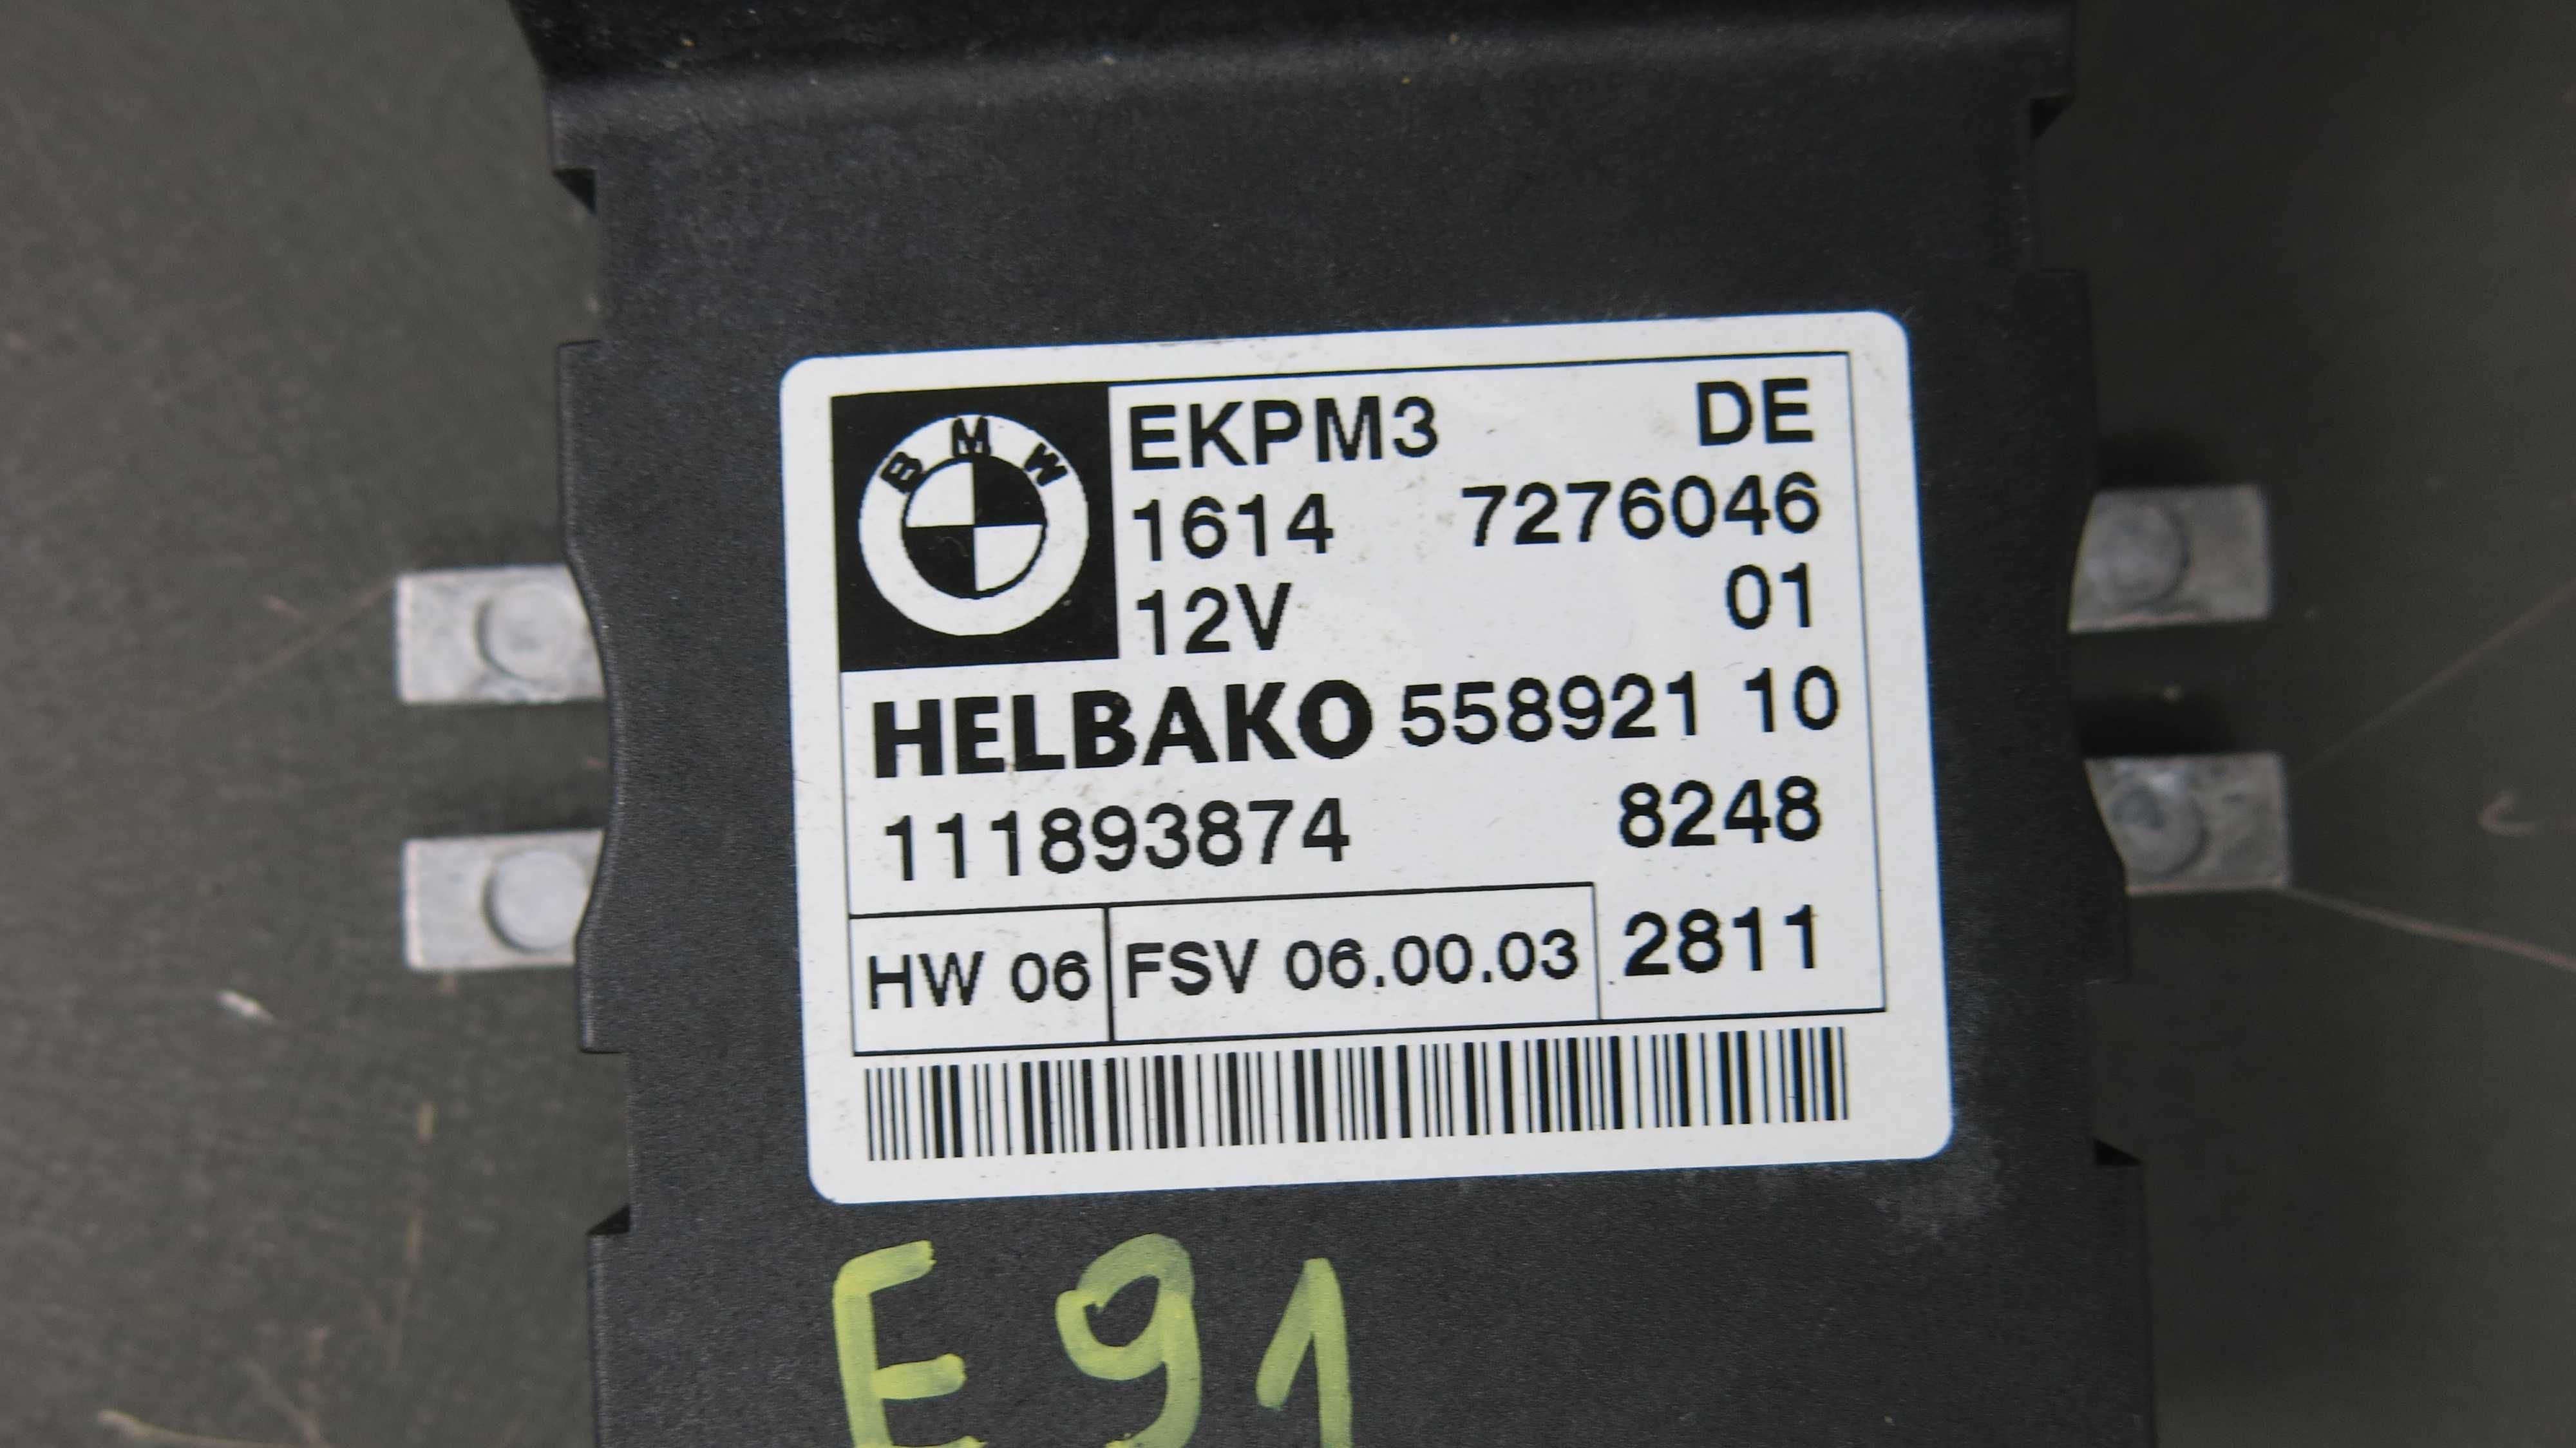 BMW
EKPM3 DE
1614 7276046
12V 01
HELBAKO 558921 10
111893874 8248
HW 06 FSV 06.00.03 2811
E91